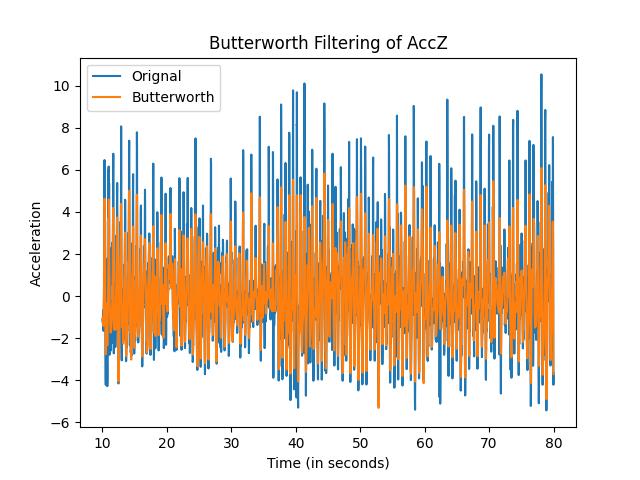 Butterworth Filtering of AccZ
Orignal
Butterworth
Acceleration
10
8
6
4
2
0
−2
−4
−6
10 20 30 40 50 60 70 80
Time (in seconds)